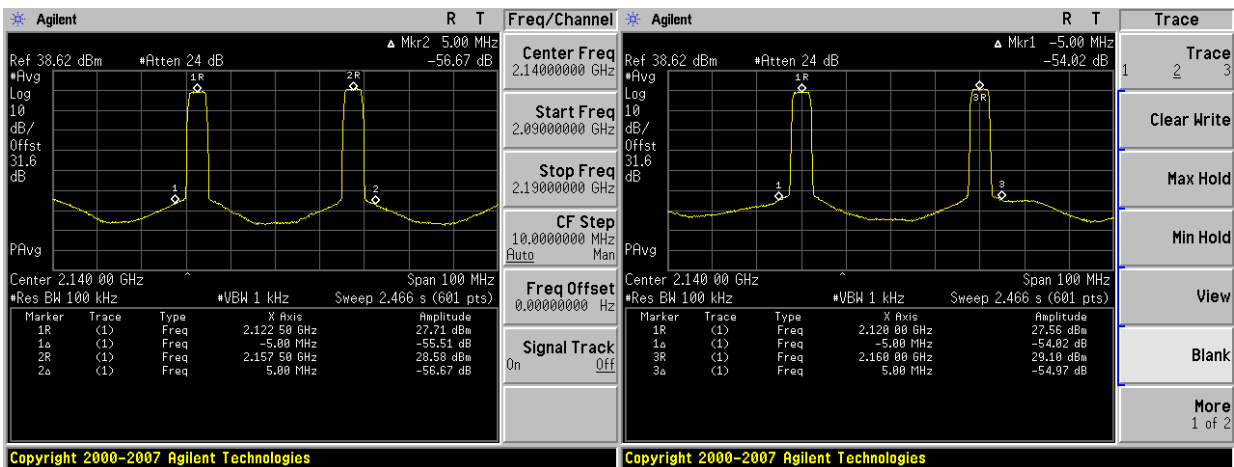 Agilent R T Freq/Channel
Δ Mkr2 5.00 MHz
Ref 38.62 dBm #Atten 24 dB -56.67 dB
#Avg
Log
10
dB/
Offst
31.6
dB
1R 2R
1 2
PAvg
Center 2.140 00 GHz Span 100 MHz
#Res BW 100 kHz #VBW 1 kHz Sweep 2.466 s (601 pts)
Marker Trace Type X Axis Amplitude
1R (1) Freq 2.122 50 GHz 27.71 dBm
1Δ (1) Freq -5.00 MHz -55.51 dB
2R (1) Freq 2.157 50 GHz 28.58 dBm
2Δ (1) Freq 5.00 MHz -56.67 dB
Center Freq
2.14000000 GHz
Start Freq
2.09000000 GHz
Stop Freq
2.19000000 GHz
CF Step
10.0000000 MHz
Auto Man
Freq Offset
0.00000000 Hz
Signal Track
On Off
Copyright 2000-2007 Agilent Technologies
Agilent R T Trace
Δ Mkr1 -5.00 MHz
Ref 38.62 dBm #Atten 24 dB -54.02 dB
#Avg
Log
10
dB/
Offst
31.6
dB
1R 3R
1 3
PAvg
Center 2.140 00 GHz Span 100 MHz
#Res BW 100 kHz #VBW 1 kHz Sweep 2.466 s (601 pts)
Marker Trace Type X Axis Amplitude
1R (1) Freq 2.120 00 GHz 27.56 dBm
1Δ (1) Freq -5.00 MHz -54.02 dB
3R (1) Freq 2.160 00 GHz 29.10 dBm
3Δ (1) Freq 5.00 MHz -54.97 dB
Trace
1 2 3
Clear Write
Max Hold
Min Hold
View
Blank
More
1 of 2
Copyright 2000-2007 Agilent Technologies